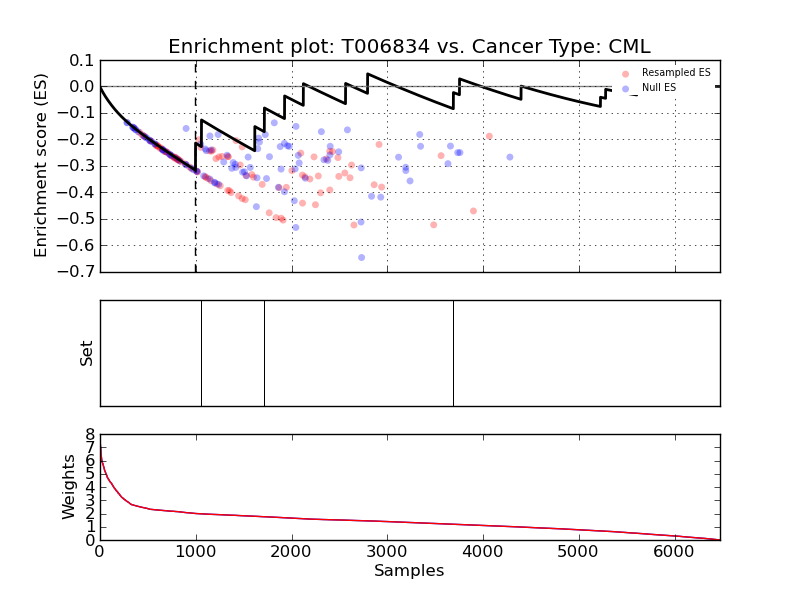 Enrichment plot: T006834 vs. Cancer Type: CML
Enrichment score (ES)
0.1
0.0
−0.1
−0.2
−0.3
−0.4
−0.5
−0.6
−0.7
Resampled ES
Null ES
Set
Weights
8
7
6
5
4
3
2
1
0
0 1000 2000 3000 4000 5000 6000
Samples